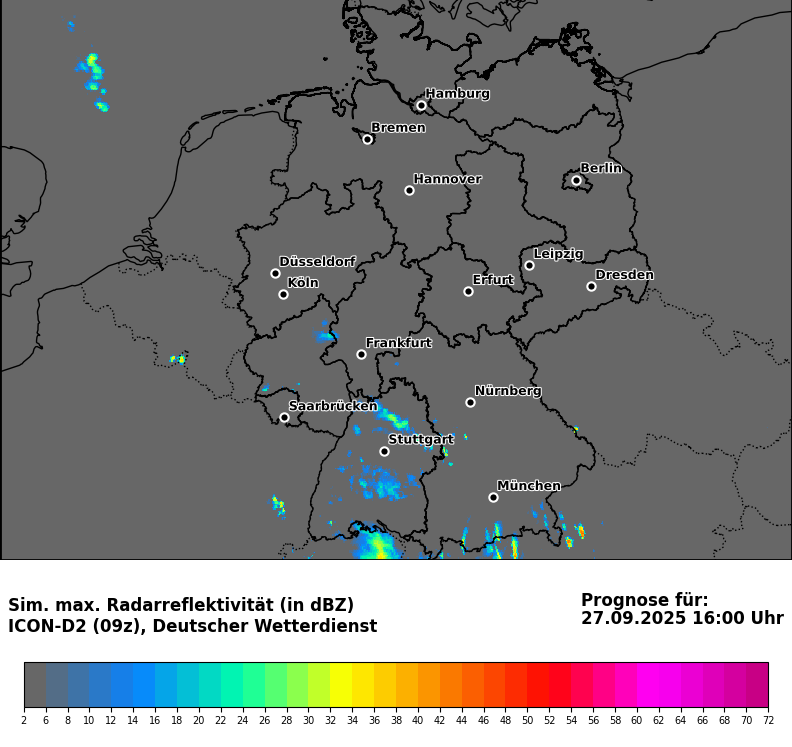 Hamburg
Bremen
Berlin
Hannover
Leipzig
Düsseldorf
Dresden
Köln
Erfurt
Frankfurt
Nürnberg
Saarbrücken
Stuttgart
München
Sim. max. Radarreflektivität (in dBZ)
ICON-D2 (09z), Deutscher Wetterdienst
Prognose für:
27.09.2025 16:00 Uhr
2 6 8 10 12 14 16 18 20 22 24 26 28 30 32 34 36 38 40 42 44 46 48 50 52 54 56 58 60 62 64 66 68 70 72